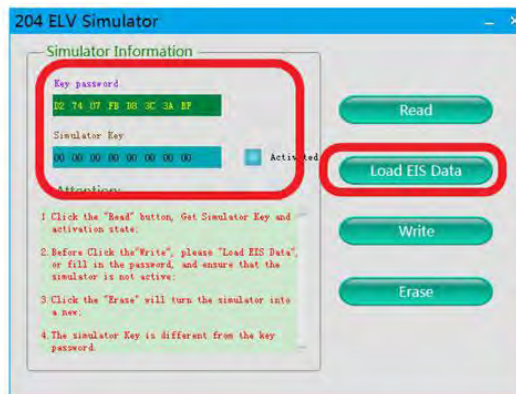 204 ELV Simulator
Simulator Information
Key password
D2 74 07 FB D8 3C 3A BF
Simulator Key
00 00 00 00 00 00 00 00
Activated
Attention:
1.Click the "Read" button, Get Simulator Key and
activation state;
2.Before Click the"Write", please "Load EIS Data",
or fill in the password, and ensure that the
simulator is not active;
3.Click the "Erase" will turn the simulator into
a new;
4.The simulator Key is different from the key
password.
Read
Load EIS Data
Write
Erase